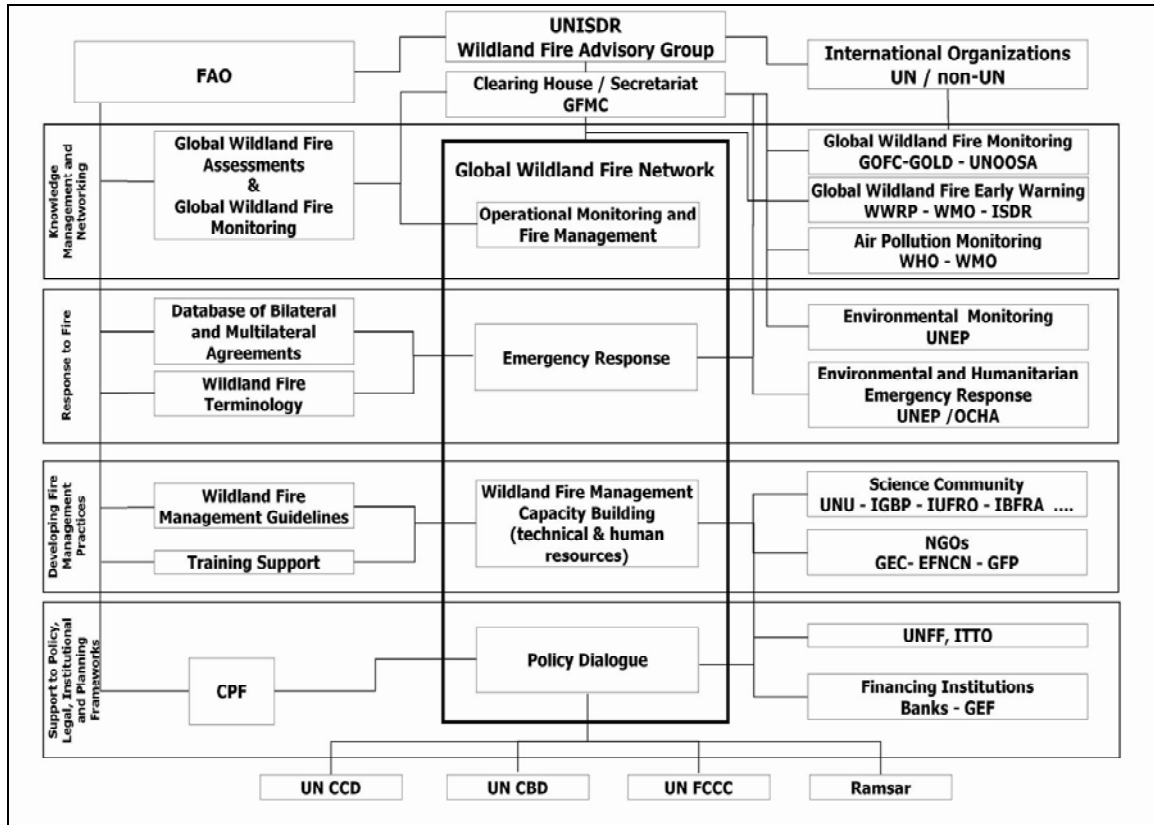 UNISDR
Wildland Fire Advisory Group
FAO
International Organizations
UN / non-UN
Clearing House / Secretariat
GFMC
Knowledge
Management and
Networking
Global Wildland Fire
Assessments
&
Global Wildland Fire
Monitoring
Global Wildland Fire Network
Operational Monitoring and
Fire Management
Global Wildland Fire Monitoring
GOFC-GOLD - UNOOSA
Global Wildland Fire Early Warning
WWRP - WMO - ISDR
Air Pollution Monitoring
WHO - WMO
Response to Fire
Database of Bilateral
and Multilateral
Agreements
Wildland Fire
Terminology
Emergency Response
Environmental Monitoring
UNEP
Environmental and Humanitarian
Emergency Response
UNEP /OCHA
Developing Fire
Management
Practices
Wildland Fire
Management Guidelines
Training Support
Wildland Fire Management
Capacity Building
(technical & human
resources)
Science Community
UNU - IGBP - IUFRO - IBFRA ....
NGOs
GEC- EFNCN - GFP
Support to Policy,
Legal, Institutional
and Planning
Frameworks
CPF
Policy Dialogue
UNFF, ITTO
Financing Institutions
Banks - GEF
UN CCD
UN CBD
UN FCCC
Ramsar